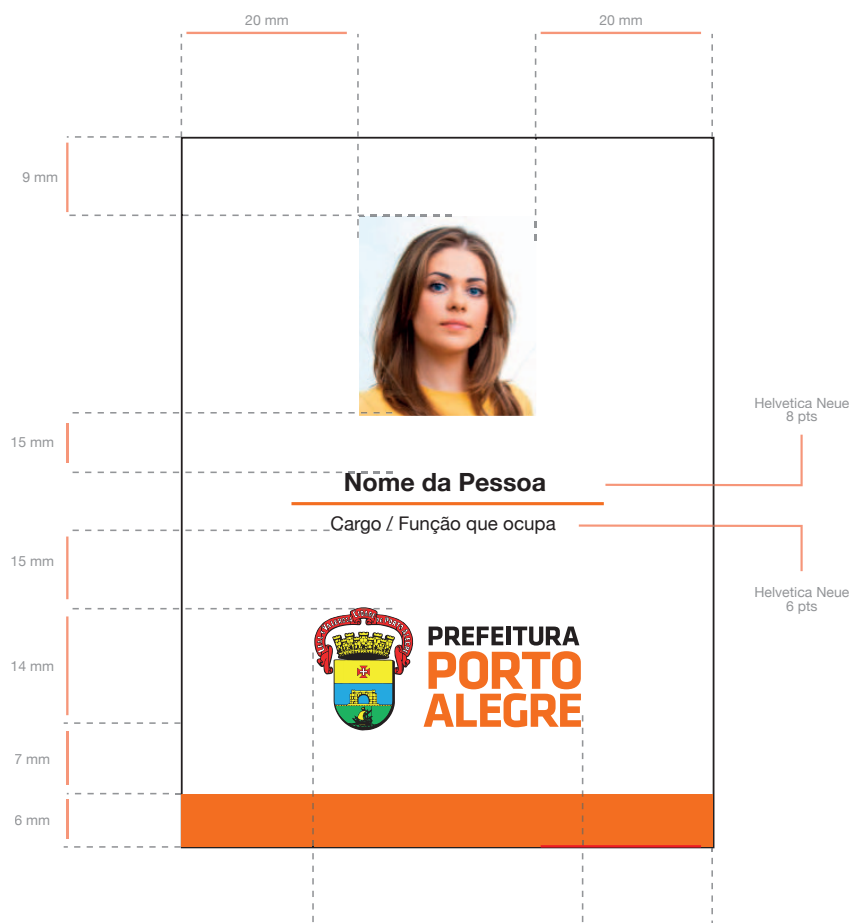 20 mm
20 mm
9 mm
Helvetica Neue
8 pts
15 mm
Nome da Pessoa
Cargo / Função que ocupa
15 mm
Helvetica Neue
6 pts
PREFEITURA
PORTO
ALEGRE
14 mm
7 mm
6 mm